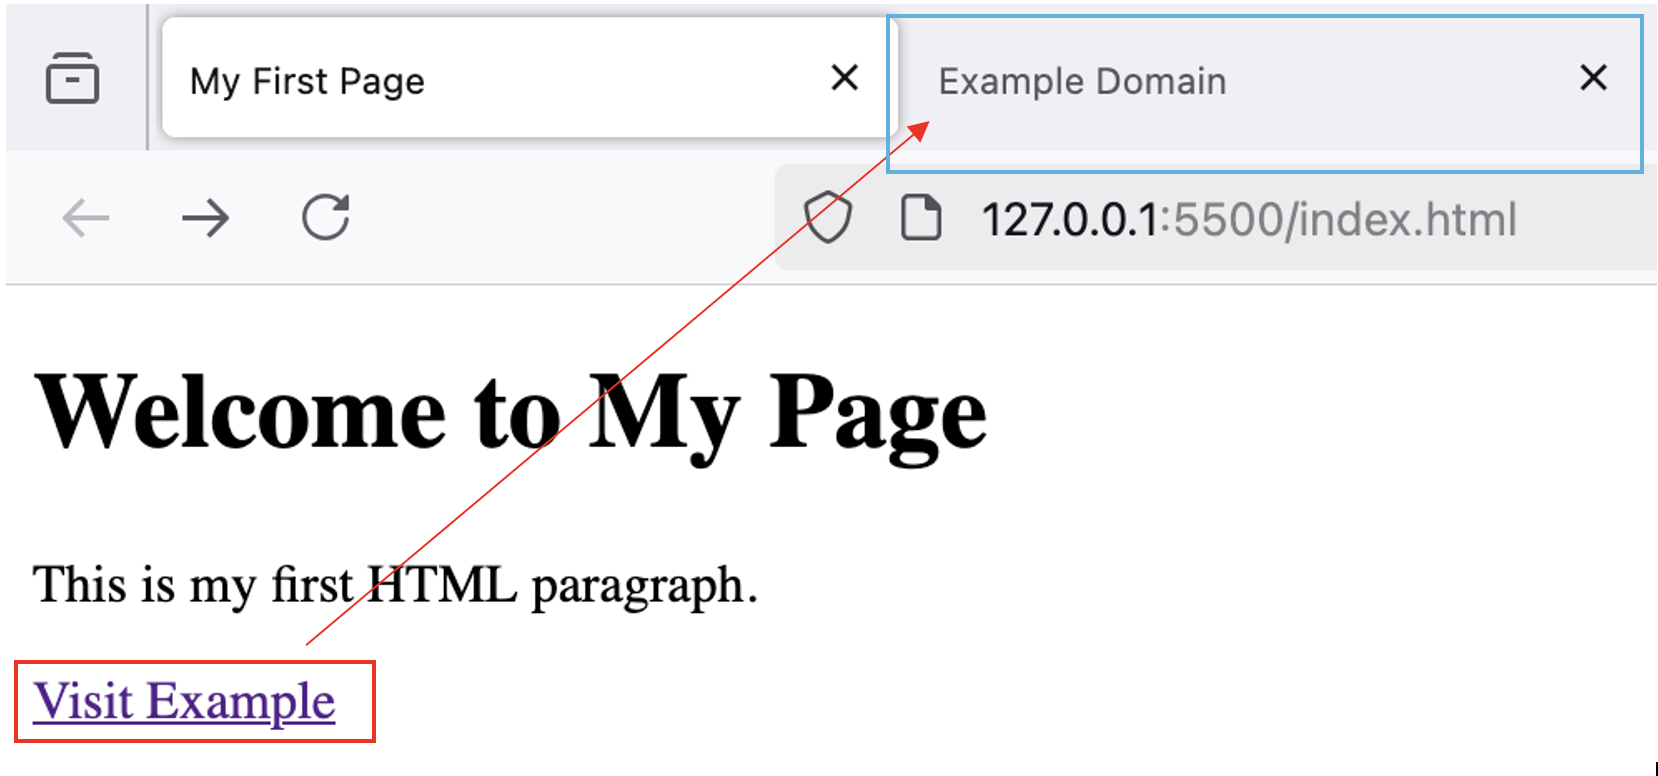 My First Page
Example Domain
127.0.0.1:5500/index.html
Welcome to My Page
This is my first HTML paragraph.
Visit Example